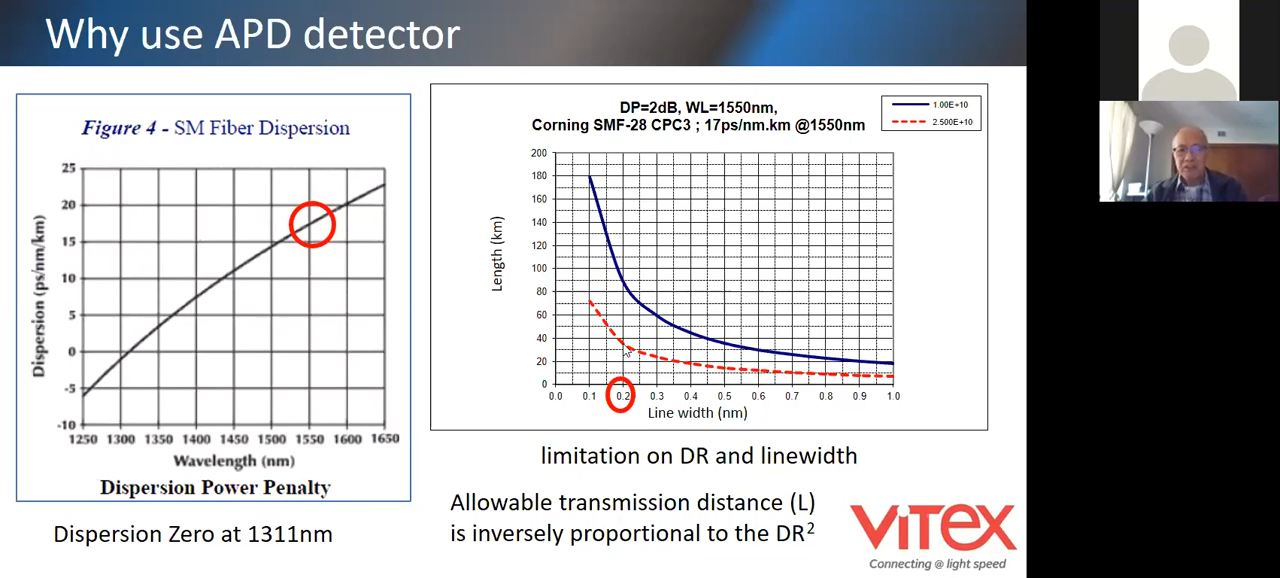 Why use APD detector
Figure 4 - SM Fiber Dispersion
Dispersion (ps/nm/km)
25
20
15
10
5
0
-5
-10
1250 1300 1350 1400 1450 1500 1550 1600 1650
Wavelength (nm)
Dispersion Power Penalty
Dispersion Zero at 1311nm
DP=2dB, WL=1550nm,
Corning SMF-28 CPC3 ; 17ps/nm.km @1550nm
1.00E+10
2.500E+10
Length (km)
200
180
160
140
120
100
80
60
40
20
0
0.0 0.1 0.2 0.3 0.4 0.5 0.6 0.7 0.8 0.9 1.0
Line width (nm)
limitation on DR and linewidth
Allowable transmission distance (L)
is inversely proportional to the DR²
ViTEX
Connecting @ light speed